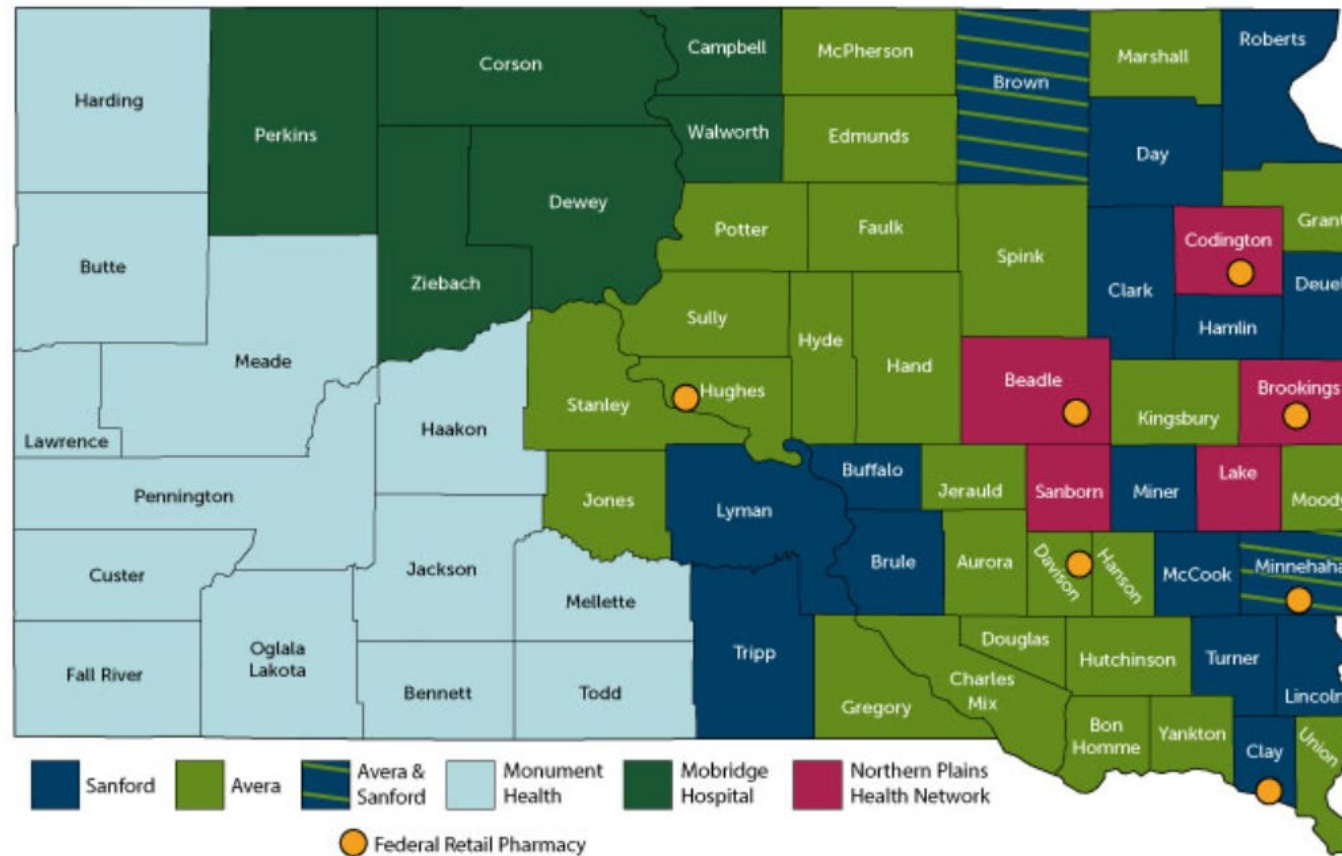 Harding
Perkins
Corson
Campbell
McPherson
Brown
Marshall
Roberts
Butte
Meade
Ziebach
Dewey
Walworth
Edmunds
Day
Potter
Faulk
Spink
Clark
Codington
Grant
Hamlin
Deuel
Lawrence
Haakon
Stanley
Sully
Hughes
Hyde
Hand
Beadle
Kingsbury
Brookings
Pennington
Jones
Lyman
Buffalo
Jerauld
Sanborn
Miner
Lake
Moody
Custer
Jackson
Mellette
Brule
Aurora
Davison
Hanson
McCook
Minnehaha
Fall River
Oglala
Lakota
Bennett
Todd
Tripp
Gregory
Charles
Mix
Douglas
Hutchinson
Turner
Lincoln
Bon
Homme
Yankton
Clay
Union
Sanford
Avera
Avera &
Sanford
Monument
Health
Mobridge
Hospital
Northern Plains
Health Network
Federal Retail Pharmacy